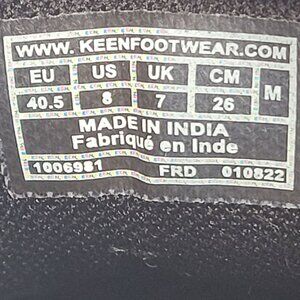 WWW.KEENFOOTWEAR.COM
EU US UK CM M
40.5 8 7 26
MADE IN INDIA
Fabriqué en Inde
1006981 FRD 010822